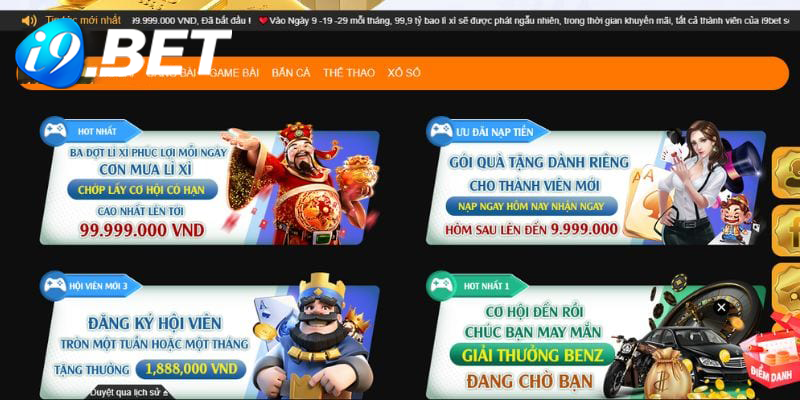 Tin tức mới nhất
99.999.000 VND, Đã bắt đầu !
Vào Ngày 9 -19 -29 mỗi tháng, 99,9 tỷ bao lì xì sẽ được phát ngẫu nhiên, trong thời gian khuyến mãi, tất cả thành viên của i9bet sẽ
i9.BET
GAME BÀI BẮN CÁ THỂ THAO XỔ SỐ
HOT NHẤT
BA ĐỢT LÌ XÌ PHÚC LỢI MỖI NGÀY
CƠN MƯA LÌ XÌ
CHỚP LẤY CƠ HỘI CÓ HẠN
CAO NHẤT LÊN TỚI
99.999.000 VND
ƯU ĐÃI NẠP TIỀN
GÓI QUÀ TẶNG DÀNH RIÊNG
CHO THÀNH VIÊN MỚI
NẠP NGAY HÔM NAY NHẬN NGAY
HÔM SAU LÊN ĐẾN 9.999.000
HỘI VIÊN MỚI 3
ĐĂNG KÝ HỘI VIÊN
TRÒN MỘT TUẦN HOẶC MỘT THÁNG
TẶNG THƯỞNG 1,888,000 VND
Duyệt qua lịch sử
HOT NHẤT 1
CƠ HỘI ĐẾN RỒI
CHÚC BẠN MAY MẮN
GIẢI THƯỞNG BENZ
ĐANG CHỜ BẠN
ĐIỂM DANH